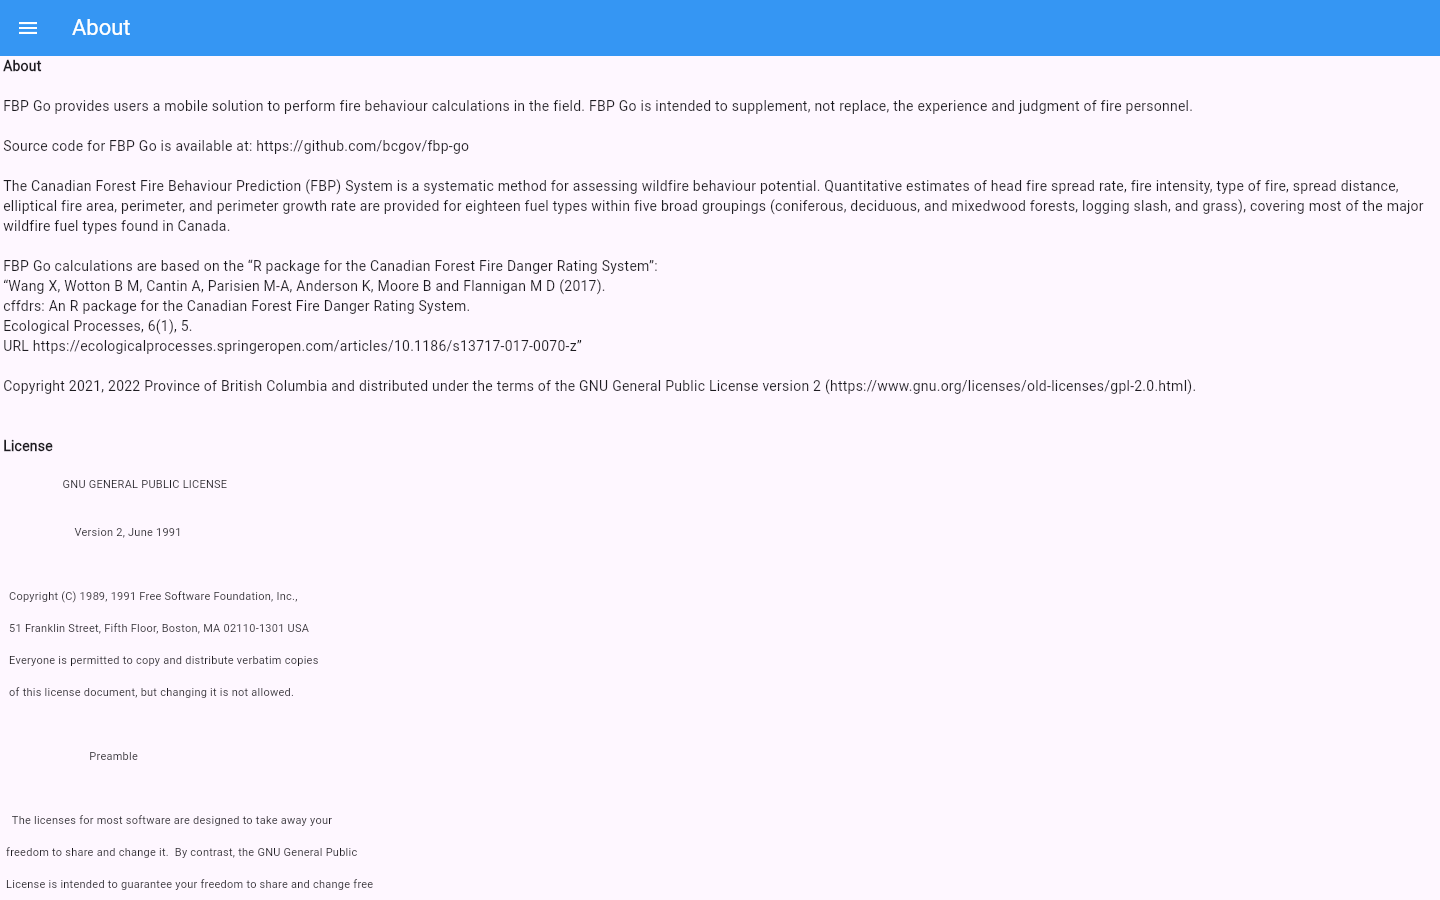 About
About
FBP Go provides users a mobile solution to perform fire behaviour calculations in the field. FBP Go is intended to supplement, not replace, the experience and judgment of fire personnel.
Source code for FBP Go is available at: https://github.com/bcgov/fbp-go
The Canadian Forest Fire Behaviour Prediction (FBP) System is a systematic method for assessing wildfire behaviour potential. Quantitative estimates of head fire spread rate, fire intensity, type of fire, spread distance,
elliptical fire area, perimeter, and perimeter growth rate are provided for eighteen fuel types within five broad groupings (coniferous, deciduous, and mixedwood forests, logging slash, and grass), covering most of the major
wildfire fuel types found in Canada.
FBP Go calculations are based on the “R package for the Canadian Forest Fire Danger Rating System”:
“Wang X, Wotton B M, Cantin A, Parisien M-A, Anderson K, Moore B and Flannigan M D (2017).
cffdrs: An R package for the Canadian Forest Fire Danger Rating System.
Ecological Processes, 6(1), 5.
URL https://ecologicalprocesses.springeropen.com/articles/10.1186/s13717-017-0070-z”
Copyright 2021, 2022 Province of British Columbia and distributed under the terms of the GNU General Public License version 2 (https://www.gnu.org/licenses/old-licenses/gpl-2.0.html).
License
GNU GENERAL PUBLIC LICENSE
Version 2, June 1991
Copyright (C) 1989, 1991 Free Software Foundation, Inc.,
51 Franklin Street, Fifth Floor, Boston, MA 02110-1301 USA
Everyone is permitted to copy and distribute verbatim copies
of this license document, but changing it is not allowed.
Preamble
The licenses for most software are designed to take away your
freedom to share and change it.  By contrast, the GNU General Public
License is intended to guarantee your freedom to share and change free